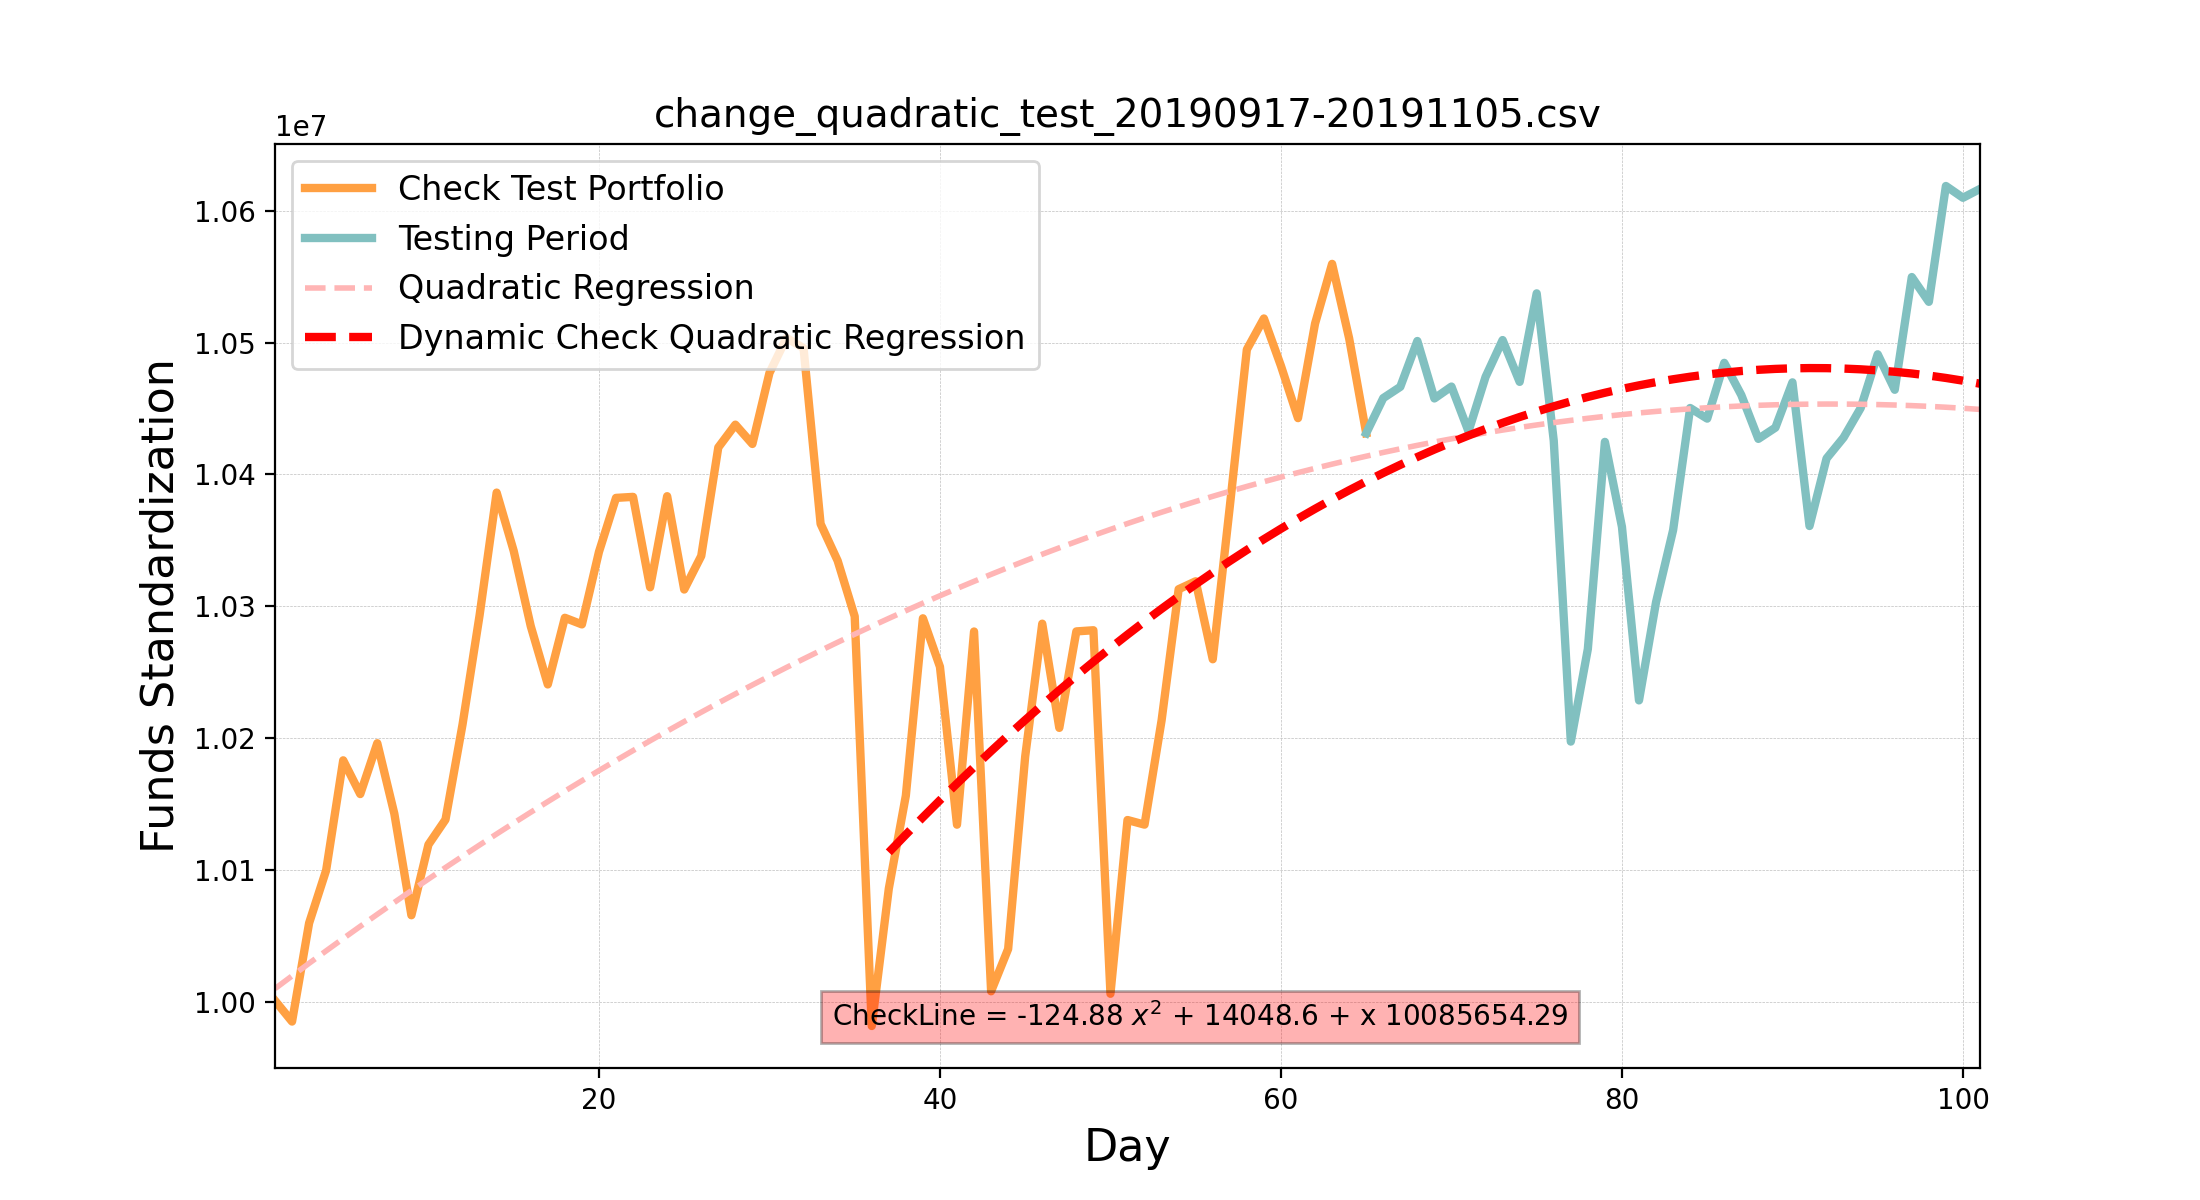 change_quadratic_test_20190917-20191105.csv
1e7
Check Test Portfolio
Testing Period
Quadratic Regression
Dynamic Check Quadratic Regression
1.06
1.05
1.04
1.03
1.02
1.01
1.00
Funds Standardization
CheckLine = -124.88 x² + 14048.6 + x 10085654.29
20 40 60 80 100
Day